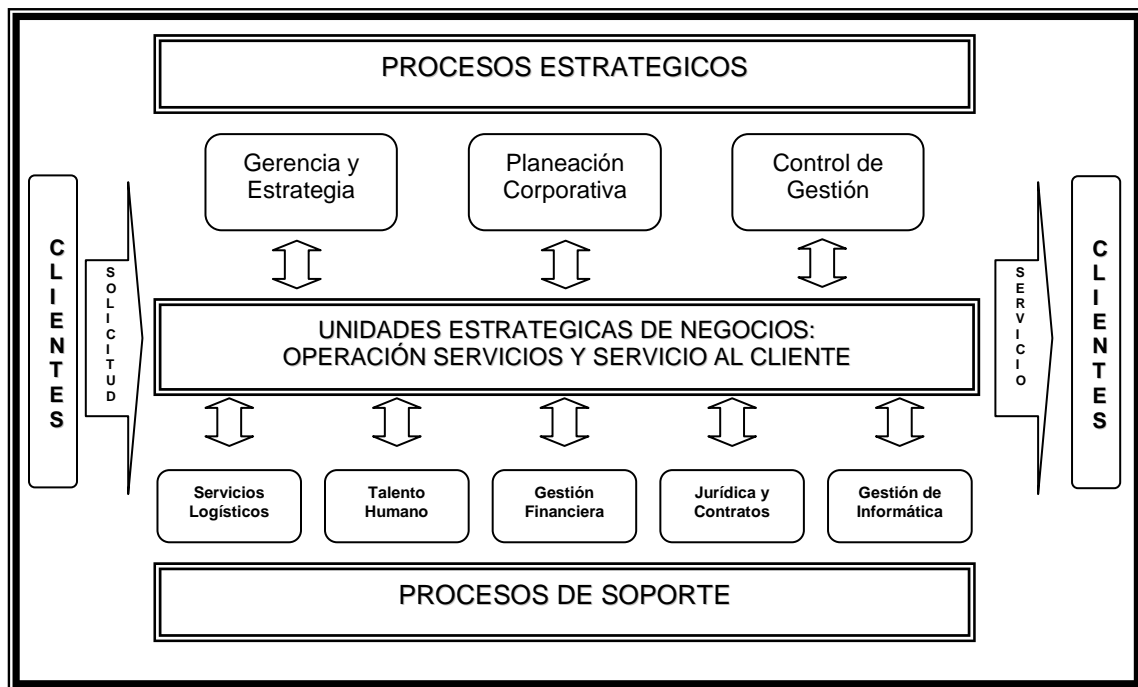 PROCESOS ESTRATEGICOS
Gerencia y
Estrategia
Planeación
Corporativa
Control de
Gestión
CLIENTES
SOLICITUD
UNIDADES ESTRATEGICAS DE NEGOCIOS:
OPERACIÓN SERVICIOS Y SERVICIO AL CLIENTE
SERVICIO
CLIENTES
Servicios
Logísticos
Talento
Humano
Gestión
Financiera
Jurídica y
Contratos
Gestión de
Informática
PROCESOS DE SOPORTE